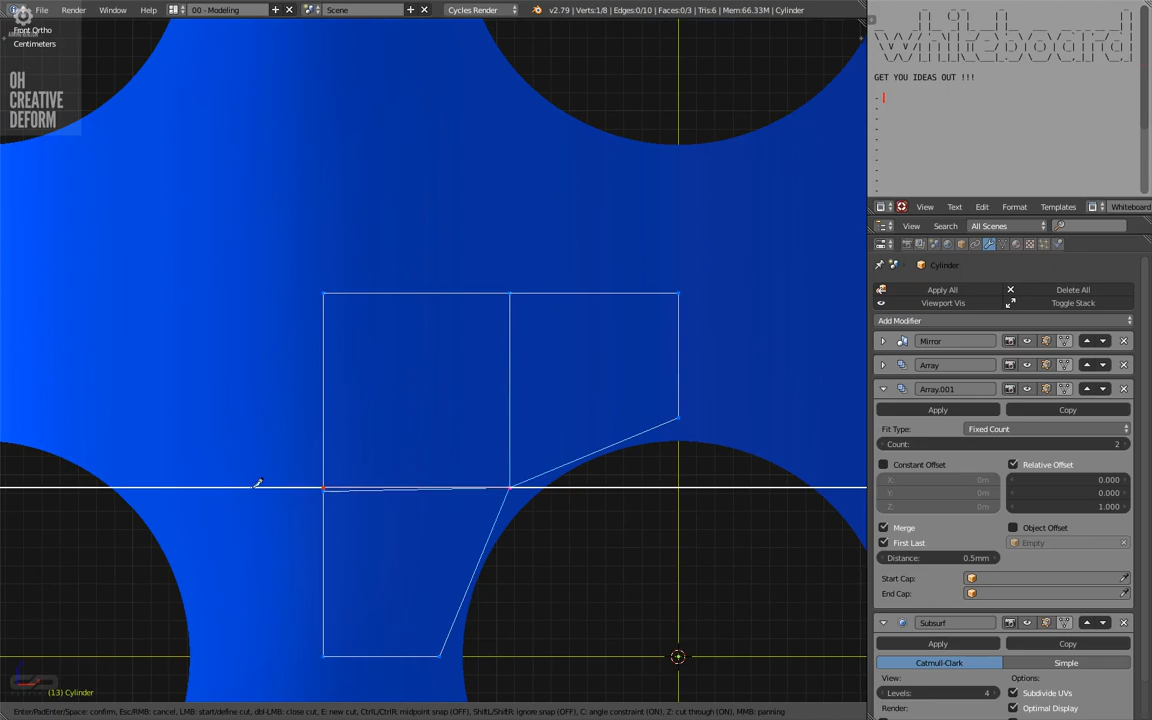 File Render Window Help 00 - Modeling Scene Cycles Render v2.79 | Verts:1/8 | Edges:0/10 | Faces:0/3 | Tris:6 | Mem:66.33M | Cylinder
Front Ortho
Centimeters
OH
CREATIVE
DEFORM
whiteboard
GET YOU IDEAS OUT !!!
-
-
-
-
-
-
-
-
-
View Text Edit Format Templates Whiteboard
View Search All Scenes
Cylinder
Apply All Delete All
Viewport Vis Toggle Stack
Add Modifier
Mirror
Array
Array.001
Apply Copy
Fit Type: Fixed Count
Count: 2
Constant Offset Relative Offset
X: 0m 0.000
Y: 0m 0.000
Z: 0m 1.000
Merge Object Offset
First Last Empty
Distance: 0.5mm
Start Cap:
End Cap:
Subsurf
Apply Copy
Catmull-Clark Simple
View: Options:
Levels: 4 Subdivide UVs
Render: Optimal Display
(13) Cylinder
Enter/PadEnter/Space: confirm, Esc/RMB: cancel, LMB: start/define cut, dbl-LMB: close cut, E: new cut, CtrlL/CtrlR: midpoint snap (OFF), ShiftL/ShiftR: ignore snap (OFF), C: angle constraint (ON), Z: cut through (ON), MMB: panning